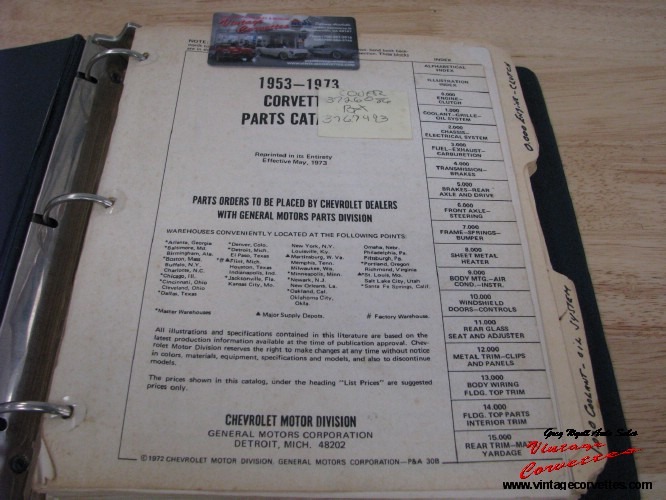 1953—1973
CORVETT
PARTS CAT
COUPER
BA
3767493
Reprinted in its Entirety
Effective May, 1973
PARTS ORDERS TO BE PLACED BY CHEVROLET DEALERS
WITH GENERAL MOTORS PARTS DIVISION
WAREHOUSES CONVENIENTLY LOCATED AT THE FOLLOWING POINTS:
*Atlanta, Georgia
*Baltimore, Md.
Birmingham, Ala.
*Boston, Mass.
Buffalo, N.Y.
Charlotte, N.C.
*Chicago, Ill.
*Cincinnati, Ohio
Cleveland, Ohio
*Dallas, Texas
*Denver, Colo.
*Detroit, Mich.
El Paso, Texas
Flint, Mich.
Houston, Texas
Indianapolis, Ind.
*Jacksonville, Fla.
Kansas City, Mo.
New York, N.Y.
Louisville, Ky.
▲Martinsburg, W. Va.
Memphis, Tenn.
Milwaukee, Wis.
*Minneapolis, Minn.
*Newark, N.J.
New Orleans, La.
*Oakland, Cal.
Oklahoma City,
Okla.
Omaha, Nebr.
Philadelphia, Pa.
Pittsburgh, Pa.
*Portland, Oregon
Richmond, Virginia
▲St. Louis, Mo.
Salt Lake City, Utah
*Santa Fe Springs, Calif.
*Master Warehouse
▲ Major Supply Depots.
# Factory Warehouse.
All illustrations and specifications contained in this literature are based on the
latest production information available at the time of publication approval. Chev-
rolet Motor Division reserves the right to make changes at any time without notice
in colors, materials, equipment, specifications and models, and also to discontinue
models.
The prices shown in this catalog, under the heading "List Prices" are suggested
prices only.
CHEVROLET MOTOR DIVISION
GENERAL MOTORS CORPORATION
DETROIT, MICH. 48202
©1972 CHEVROLET MOTOR DIVISION, GENERAL MOTORS CORPORATION—P&A 30B
INDEX
ALPHABETICAL
INDEX
ILLUSTRATION
INDEX
0.000
ENGINE—
CLUTCH
1.000
COOLANT—GRILLE—
OIL SYSTEM
2.000
CHASSIS—
ELECTRICAL SYSTEM
3.000
FUEL—EXHAUST—
CARBURETION
4.000
TRANSMISSION—
BRAKES
5.000
BRAKES—REAR
AXLE AND DRIVE
6.000
FRONT AXLE—
STEERING
7.000
FRAME—SPRINGS—
BUMPER
8.000
SHEET METAL
HEATER
9.000
BODY MTG.—AIR
COND.—INSTR.
10.000
WINDSHIELD
DOORS—CONTROLS
11.000
REAR GLASS
SEAT AND ADJUSTER
12.000
METAL TRIM—CLIPS
AND PANELS
13.000
BODY WIRING
FLDG. TOP TRIM
14.000
FLDG. TOP PARTS
INTERIOR TRIM
15.000
REAR TRIM—MAT
YARDAGE
Greg Wyatt Auto Sales
Vintage
Corvettes
www.vintagecorvettes.com